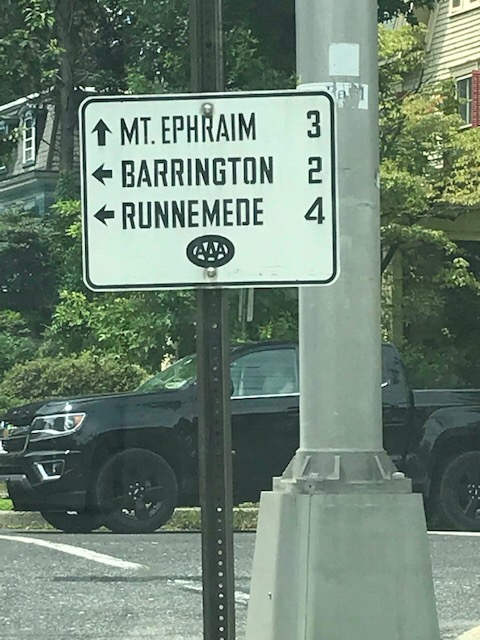 ↑ MT. EPHRAIM 3
← BARRINGTON 2
← RUNNEMEDE 4
AAA